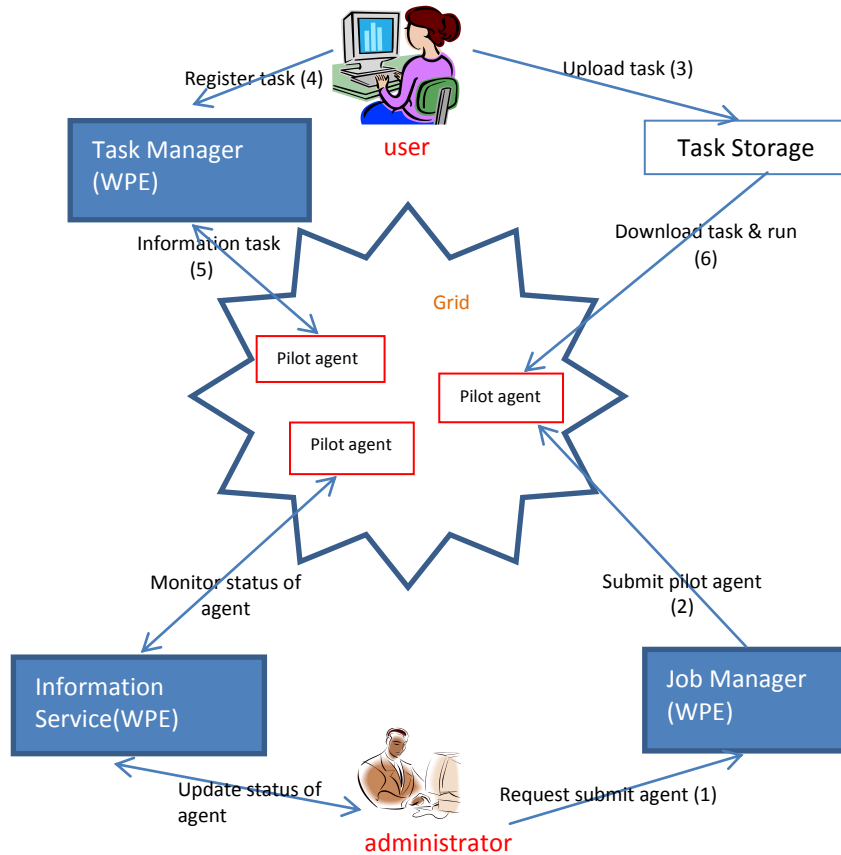 Register task (4)
Upload task (3)
user
Task Manager
(WPE)
Task Storage
Information task
(5)
Download task & run
(6)
Grid
Pilot agent
Pilot agent
Pilot agent
Monitor status of
agent
Submit pilot agent
(2)
Information
Service(WPE)
Job Manager
(WPE)
Update status of
agent
Request submit agent (1)
administrator